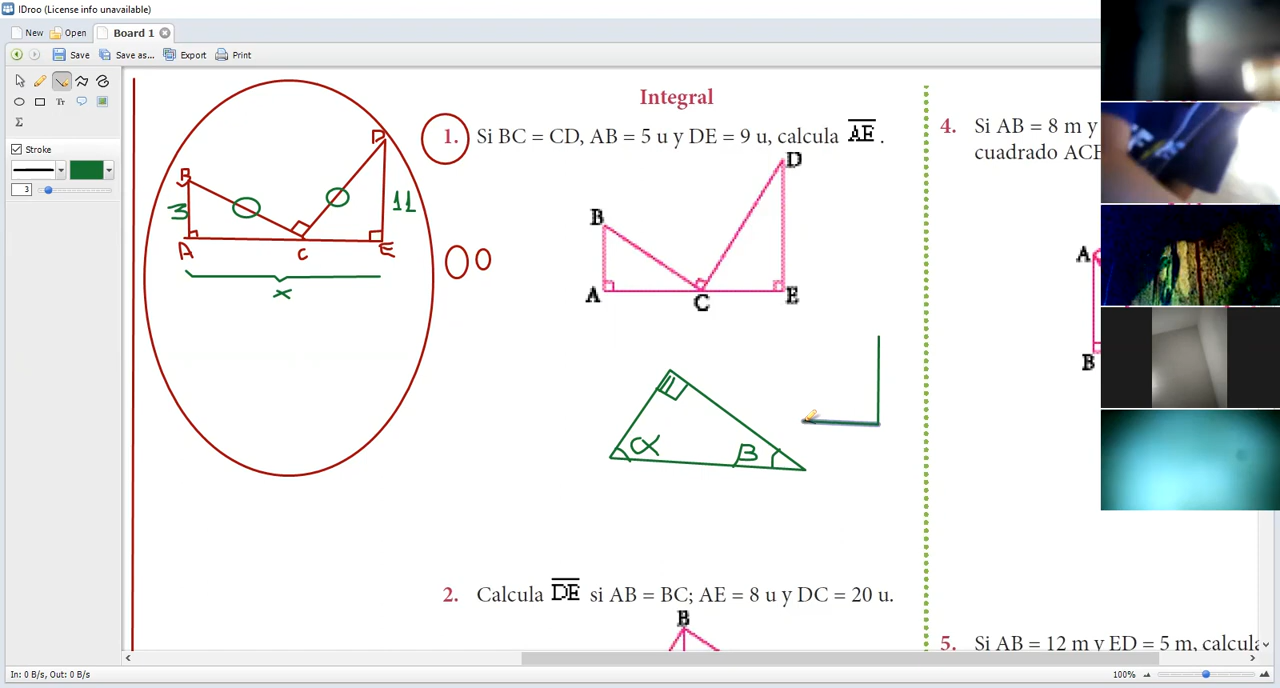 IDroo (License info unavailable)
New Open Board 1
Save Save as... Export Print
Tr
Σ
Stroke
3
Integral
1. Si BC = CD, AB = 5 u y DE = 9 u, calcula AE.
B
D
A
C
E
B
D
3
11
A
C
E
x
α
β
2. Calcula DE si AB = BC; AE = 8 u y DC = 20 u.
B
4. Si AB = 8 m y
cuadrado ACE
A
B
5. Si AB = 12 m y ED = 5 m, calcula
In: 0 B/s, Out: 0 B/s
100%